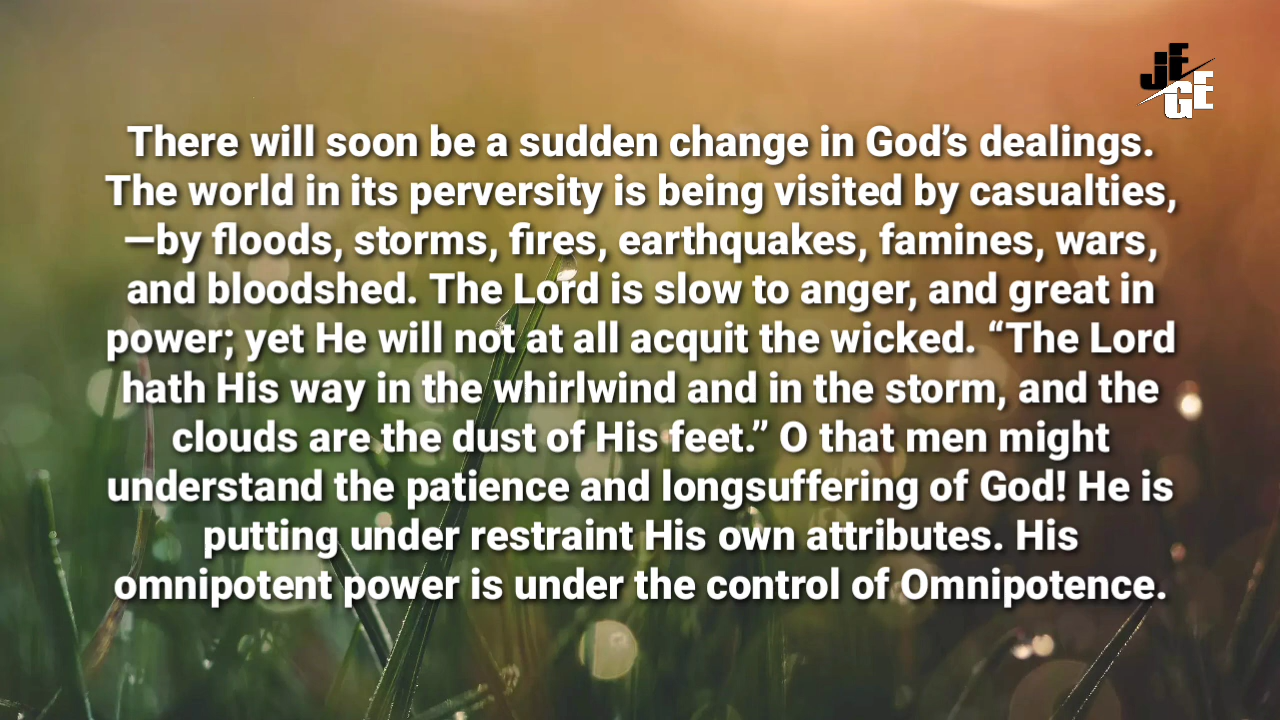 JF
GF
There will soon be a sudden change in God’s dealings.
The world in its perversity is being visited by casualties,
—by floods, storms, fires, earthquakes, famines, wars,
and bloodshed. The Lord is slow to anger, and great in
power; yet He will not at all acquit the wicked. “The Lord
hath His way in the whirlwind and in the storm, and the
clouds are the dust of His feet.” O that men might
understand the patience and longsuffering of God! He is
putting under restraint His own attributes. His
omnipotent power is under the control of Omnipotence.